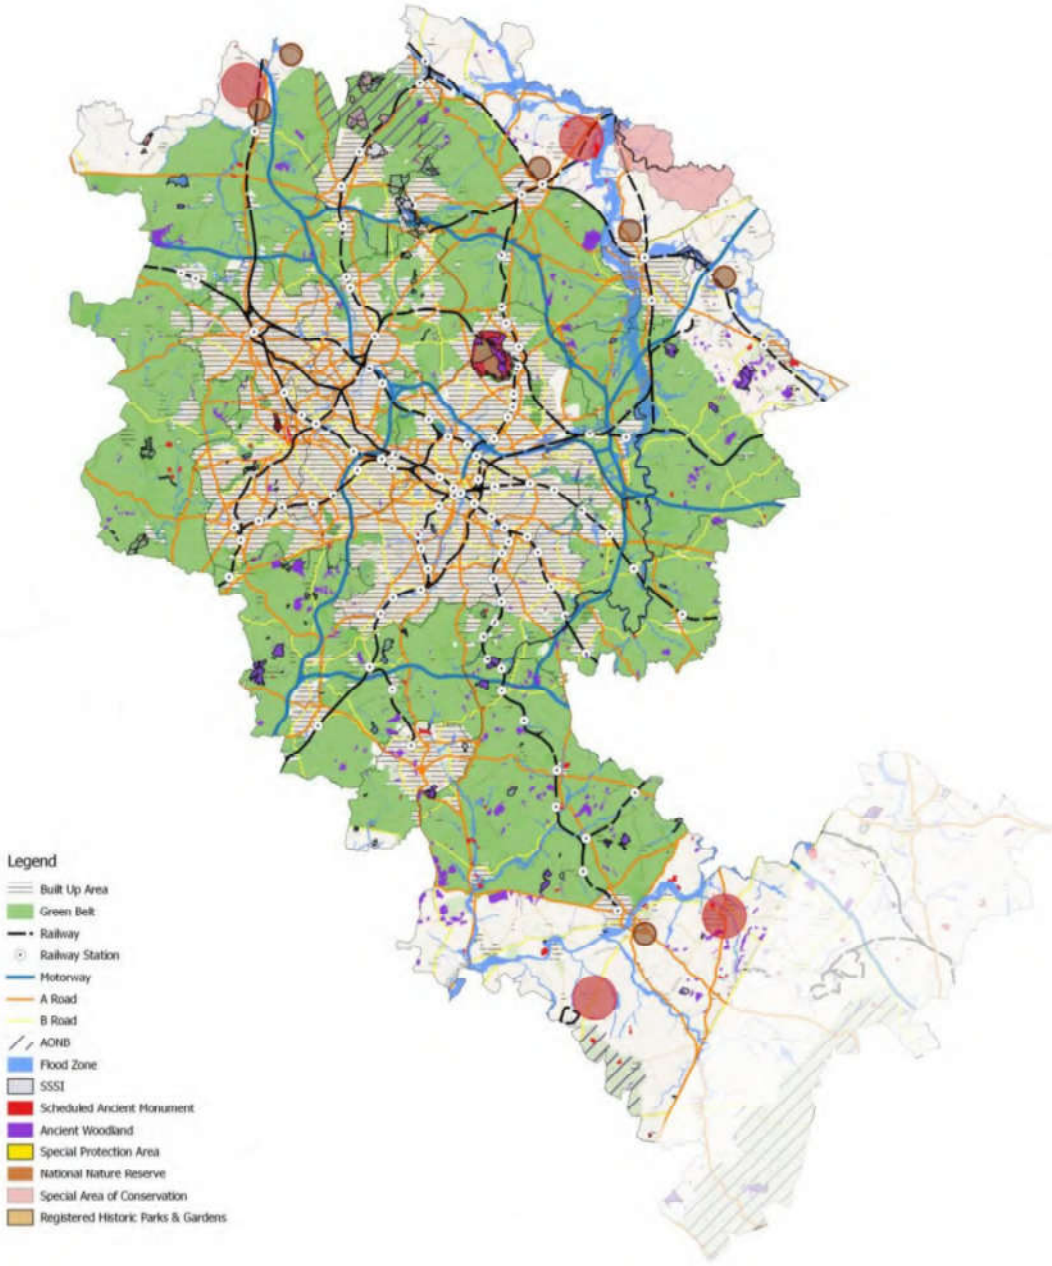 Legend
Built Up Area
Green Belt
Railway
Railway Station
Motorway
A Road
B Road
AONB
Flood Zone
SSSI
Scheduled Ancient Monument
Ancient Woodland
Special Protection Area
National Nature Reserve
Special Area of Conservation
Registered Historic Parks & Gardens